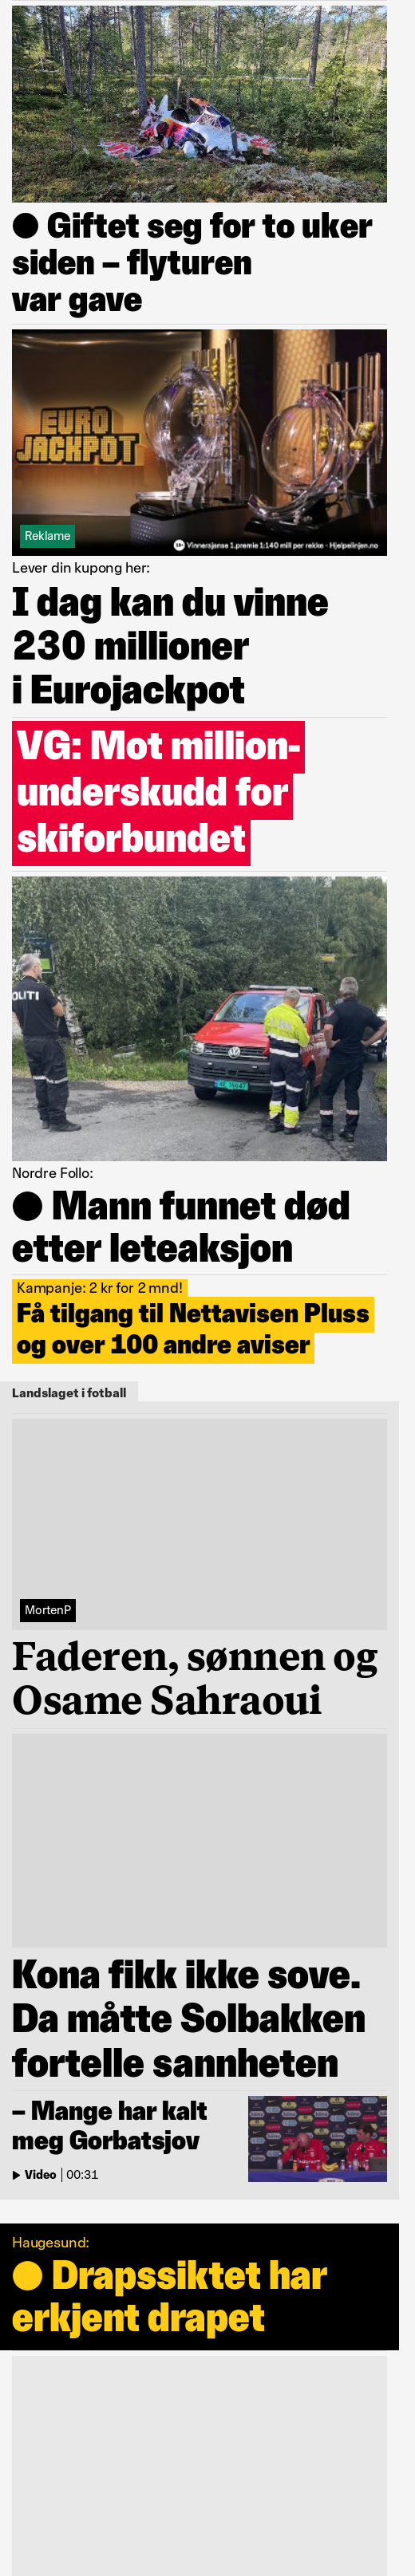 Giftet seg for to uker
siden – flyturen
var gave
EURO
JACKPOT
Reklame
18+ Vinnersjanse 1.premie 1:140 mill per rekke - Hjelpelinjen.no
Lever din kupong her:
I dag kan du vinne
230 millioner
i Eurojackpot
VG: Mot million-
underskudd for
skiforbundet
OLITI
Nordre Follo:
Mann funnet død
etter leteaksjon
Kampanje: 2 kr for 2 mnd!
Få tilgang til Nettavisen Pluss
og over 100 andre aviser
Landslaget i fotball
MortenP
Faderen, sønnen og
Osame Sahraoui
Kona fikk ikke sove.
Da måtte Solbakken
fortelle sannheten
– Mange har kalt
meg Gorbatsjov
Video | 00:31
Haugesund:
Drapssiktet har
erkjent drapet